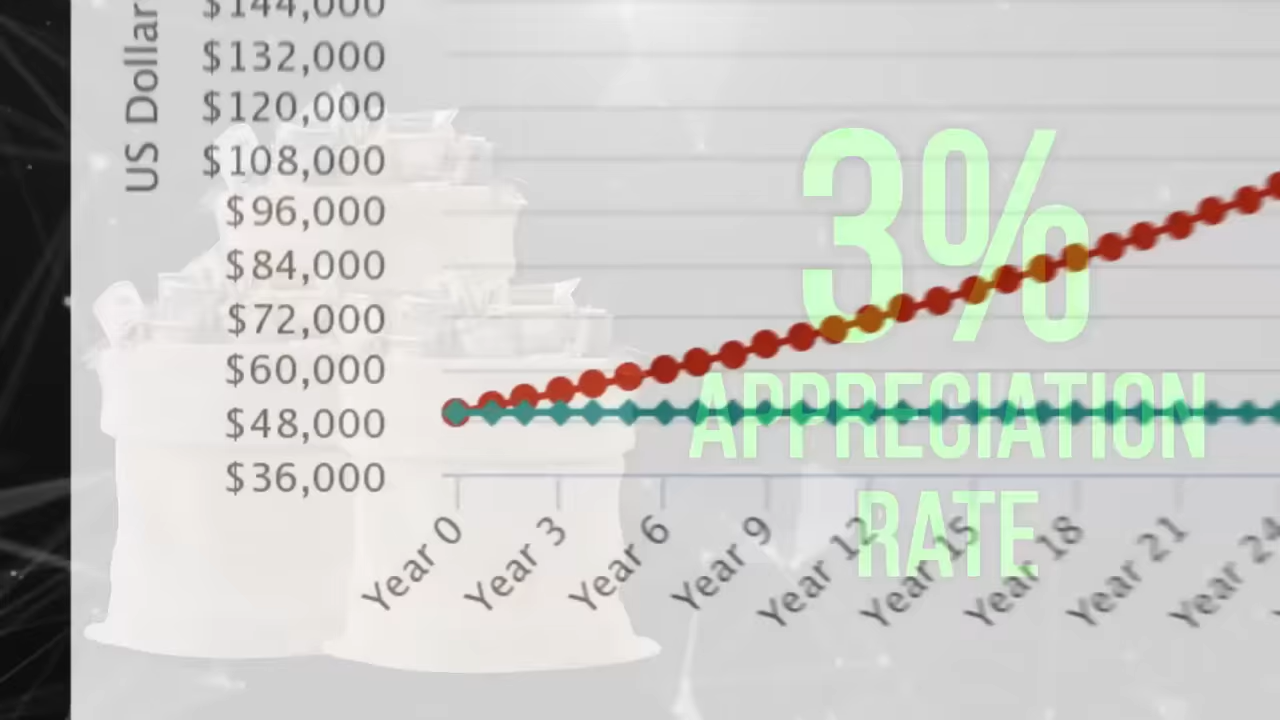 US Dollar
$144,000
$132,000
$120,000
$108,000
$96,000
$84,000
$72,000
$60,000
$48,000
$36,000
3%
APPRECIATION
RATE
Year 0
Year 3
Year 6
Year 9
Year 12
Year 15
Year 18
Year 21
Year 24